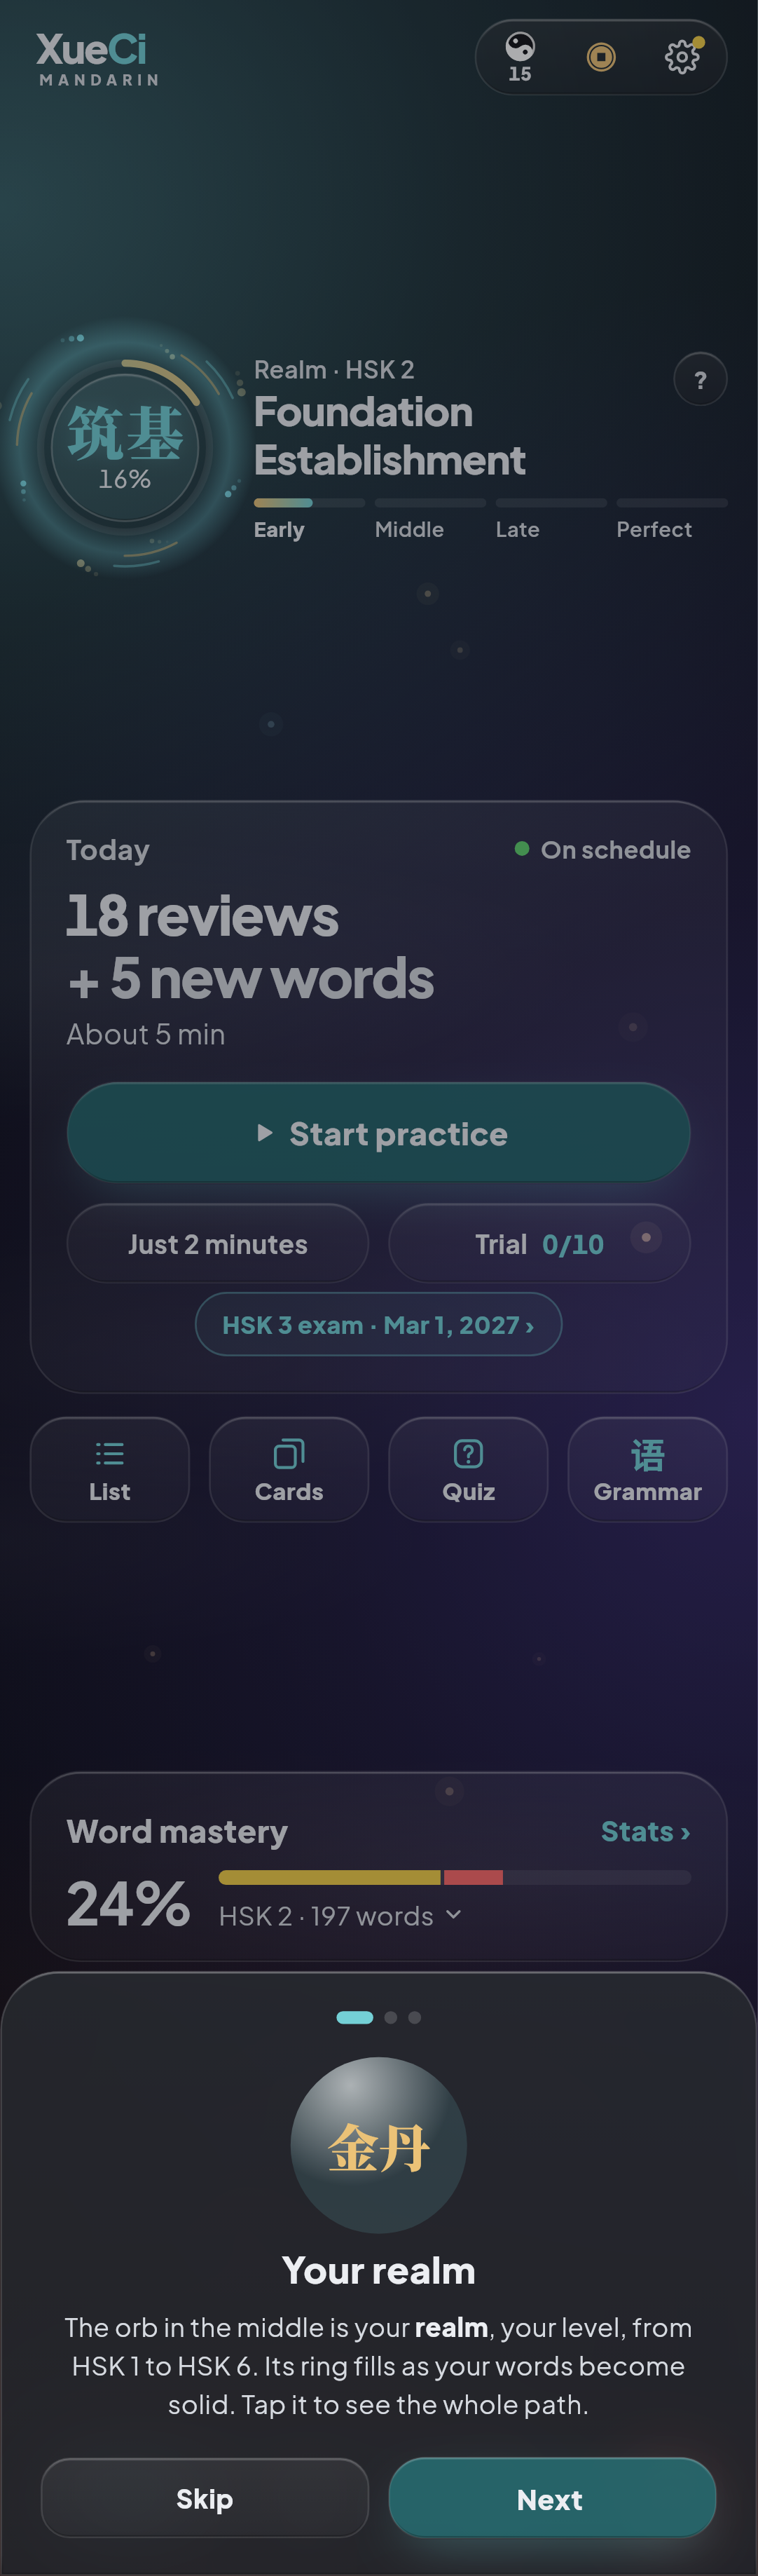 XueCi
MANDARIN
15
筑基
16%
Realm · HSK 2
?
Foundation
Establishment
Early
Middle
Late
Perfect
Today
On schedule
18 reviews
+ 5 new words
About 5 min
Start practice
Just 2 minutes
Trial 0/10
HSK 3 exam · Mar 1, 2027 ›
List
Cards
Quiz
语
Grammar
Word mastery
Stats ›
24%
HSK 2 · 197 words
金丹
Your realm
The orb in the middle is your realm, your level, from
HSK 1 to HSK 6. Its ring fills as your words become
solid. Tap it to see the whole path.
Skip
Next